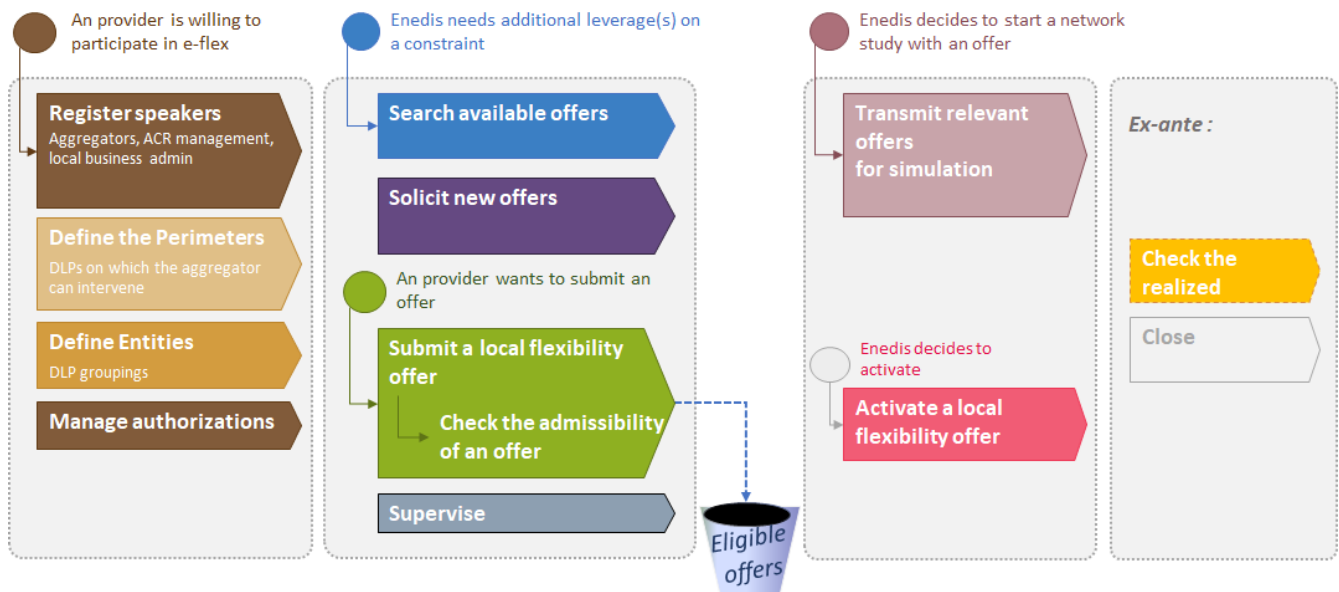 An provider is willing to
participate in e-flex
Register speakers
Aggregators, ACR management,
local business admin
Define the Perimeters
DLPs on which the aggregator
can intervene
Define Entities
DLP groupings
Manage authorizations
Enedis needs additional leverage(s) on
a constraint
Search available offers
Solicit new offers
An provider wants to submit an
offer
Submit a local flexibility
offer
Check the admissibility
of an offer
Supervise
Eligible
offers
Enedis decides to start a network
study with an offer
Transmit relevant
offers
for simulation
Enedis decides to
activate
Activate a local
flexibility offer
Ex-ante :
Check the
realized
Close